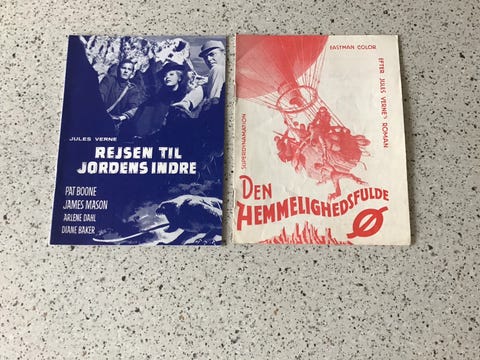 JULES VERNE
REJSEN TIL
JORDENS INDRE
PAT BOONE
JAMES MASON
ARLENE DAHL
DIANE BAKER
EASTMAN COLOR
EFTER JULES VERNE'S ROMAN
SUPERDYNAMATION
DEN
HEMMELIGHEDSFULDE
Ø